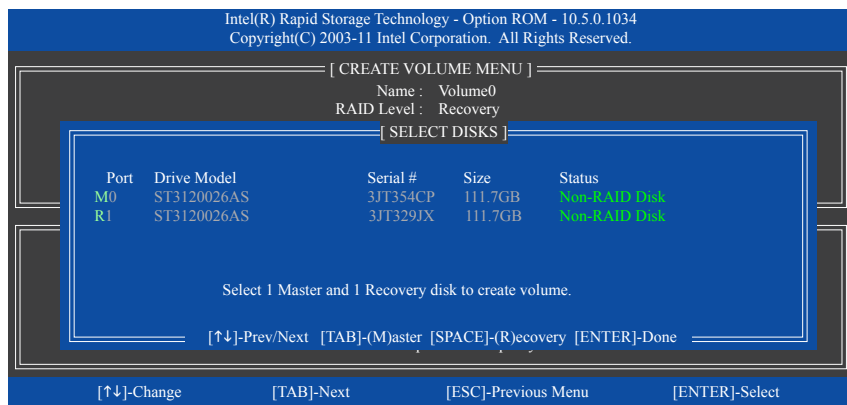 Intel(R) Rapid Storage Technology - Option ROM - 10.5.0.1034
Copyright(C) 2003-11 Intel Corporation. All Rights Reserved.
[ CREATE VOLUME MENU ]
Name : Volume0
RAID Level : Recovery
[ SELECT DISKS ]
Port Drive Model Serial # Size Status
M0 ST3120026AS 3JT354CP 111.7GB Non-RAID Disk
R1 ST3120026AS 3JT329JX 111.7GB Non-RAID Disk
Select 1 Master and 1 Recovery disk to create volume.
[↑↓]-Prev/Next [TAB]-(M)aster [SPACE]-(R)ecovery [ENTER]-Done
[↑↓]-Change [TAB]-Next [ESC]-Previous Menu [ENTER]-Select